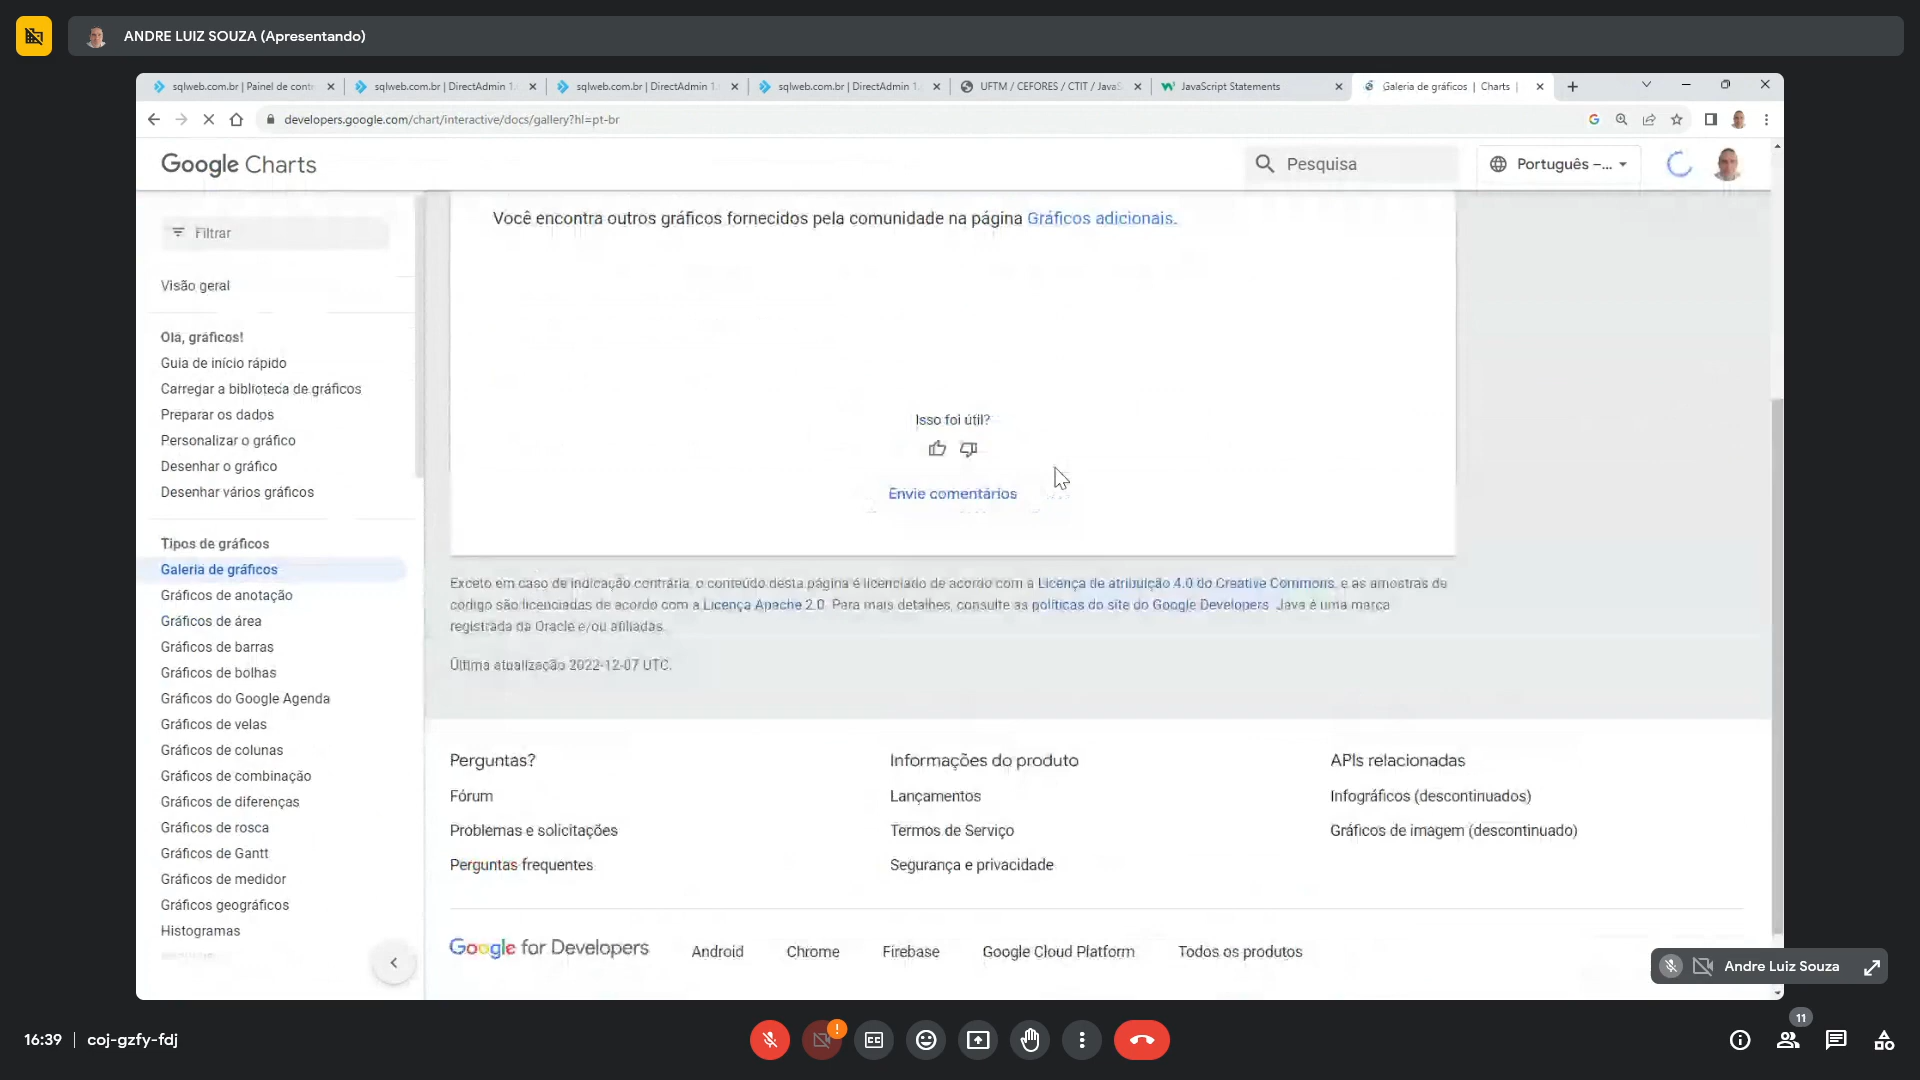 ANDRE LUIZ SOUZA (Apresentando)
sqlweb.com.br | Painel de cont
sqlweb.com.br | DirectAdmin 1.
sqlweb.com.br | DirectAdmin 1.
sqlweb.com.br | DirectAdmin 1.
UFTM / CEFORES / CTIT / JavaS
JavaScript Statements
Galeria de gráficos | Charts |
developers.google.com/chart/interactive/docs/gallery?hl=pt-br
Google Charts
Pesquisa
Português –...
Filtrar
Visão geral
Olá, gráficos!
Guia de início rápido
Carregar a biblioteca de gráficos
Preparar os dados
Personalizar o gráfico
Desenhar o gráfico
Desenhar vários gráficos
Tipos de gráficos
Galeria de gráficos
Gráficos de anotação
Gráficos de área
Gráficos de barras
Gráficos de bolhas
Gráficos do Google Agenda
Gráficos de velas
Gráficos de colunas
Gráficos de combinação
Gráficos de diferenças
Gráficos de rosca
Gráficos de Gantt
Gráficos de medidor
Gráficos geográficos
Histogramas
Você encontra outros gráficos fornecidos pela comunidade na página Gráficos adicionais.
Isso foi útil?
Envie comentários
Exceto em caso de indicação contrária, o conteúdo desta página é licenciado de acordo com a Licença de atribuição 4.0 do Creative Commons, e as amostras de
código são licenciadas de acordo com a Licença Apache 2.0. Para mais detalhes, consulte as políticas do site do Google Developers. Java é uma marca
registrada da Oracle e/ou afiliadas.
Última atualização 2022-12-07 UTC.
Perguntas?
Fórum
Problemas e solicitações
Perguntas frequentes
Informações do produto
Lançamentos
Termos de Serviço
Segurança e privacidade
APIs relacionadas
Infográficos (descontinuados)
Gráficos de imagem (descontinuado)
Google for Developers
Android
Chrome
Firebase
Google Cloud Platform
Todos os produtos
Andre Luiz Souza
16:39 | coj-gzfy-fdj
11